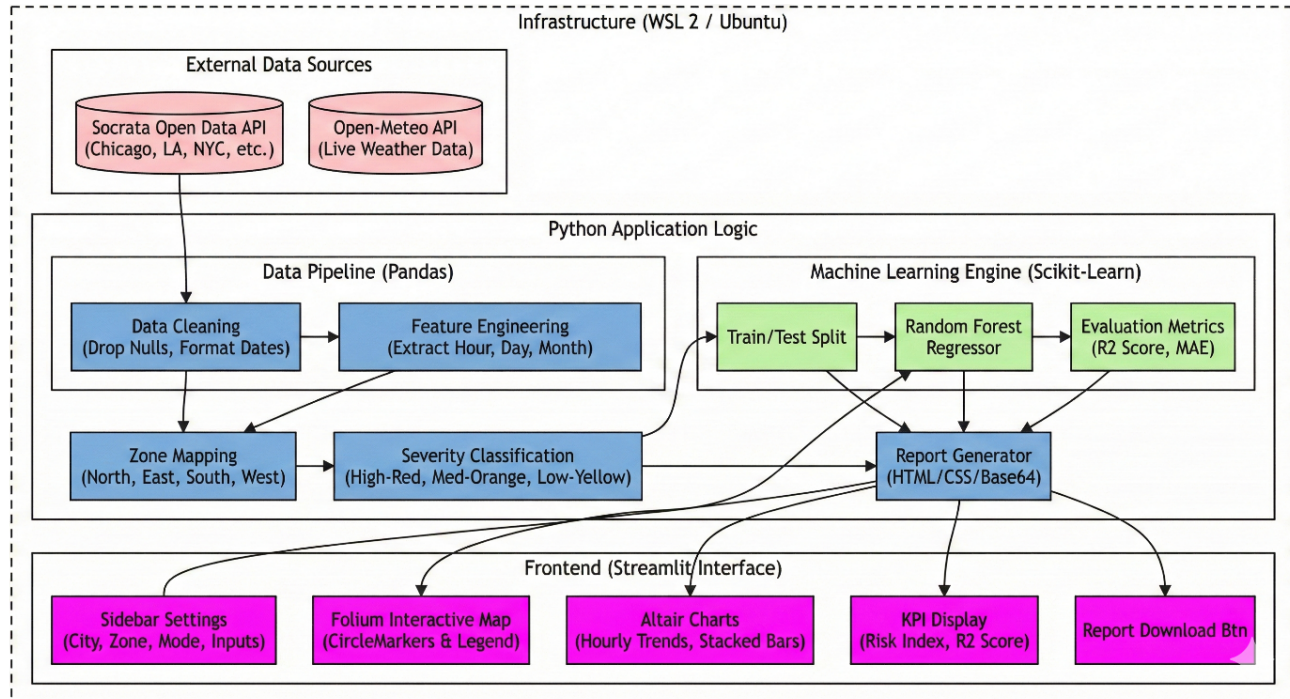 Infrastructure (WSL 2 / Ubuntu)
External Data Sources
Socrata Open Data API
(Chicago, LA, NYC, etc.)
Open-Meteo API
(Live Weather Data)
Python Application Logic
Data Pipeline (Pandas)
Data Cleaning
(Drop Nulls, Format Dates)
Feature Engineering
(Extract Hour, Day, Month)
Machine Learning Engine (Scikit-Learn)
Train/Test Split
Random Forest
Regressor
Evaluation Metrics
(R2 Score, MAE)
Zone Mapping
(North, East, South, West)
Severity Classification
(High-Red, Med-Orange, Low-Yellow)
Report Generator
(HTML/CSS/Base64)
Frontend (Streamlit Interface)
Sidebar Settings
(City, Zone, Mode, Inputs)
Folium Interactive Map
(CircleMarkers & Legend)
Altair Charts
(Hourly Trends, Stacked Bars)
KPI Display
(Risk Index, R2 Score)
Report Download Btn